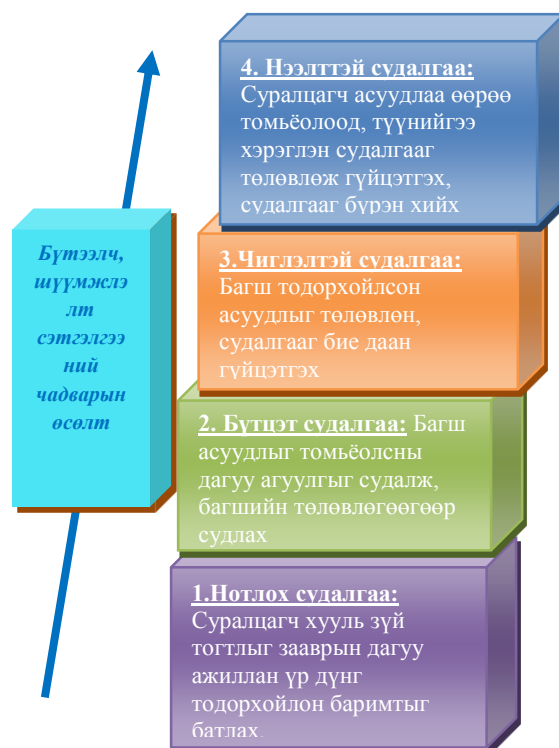 4. Нээлттэй судалгаа:
Суралцагч асуудлаа өөрөө
томьёолоод, түүнийгээ
хэрэглэн судалгааг
төлөвлөж гүйцэтгэх,
судалгааг бүрэн хийх
Бүтээлч,
шүүмжлэ
лт
сэтгэлгээ
ний
чадварын
өсөлт
3.Чиглэлтэй судалгаа:
Багш тодорхойлсон
асуудлыг төлөвлөн,
судалгааг бие даан
гүйцэтгэх
2. Бүтцэт судалгаа: Багш
асуудлыг томьёолсны
дагуу агуулгыг судалж,
багшийн төлөвлөгөөгөөр
судлах
1.Нотлох судалгаа:
Суралцагч хууль зүй
тогтлыг зааврын дагуу
ажиллан үр дүнг
тодорхойлон баримтыг
батлах.